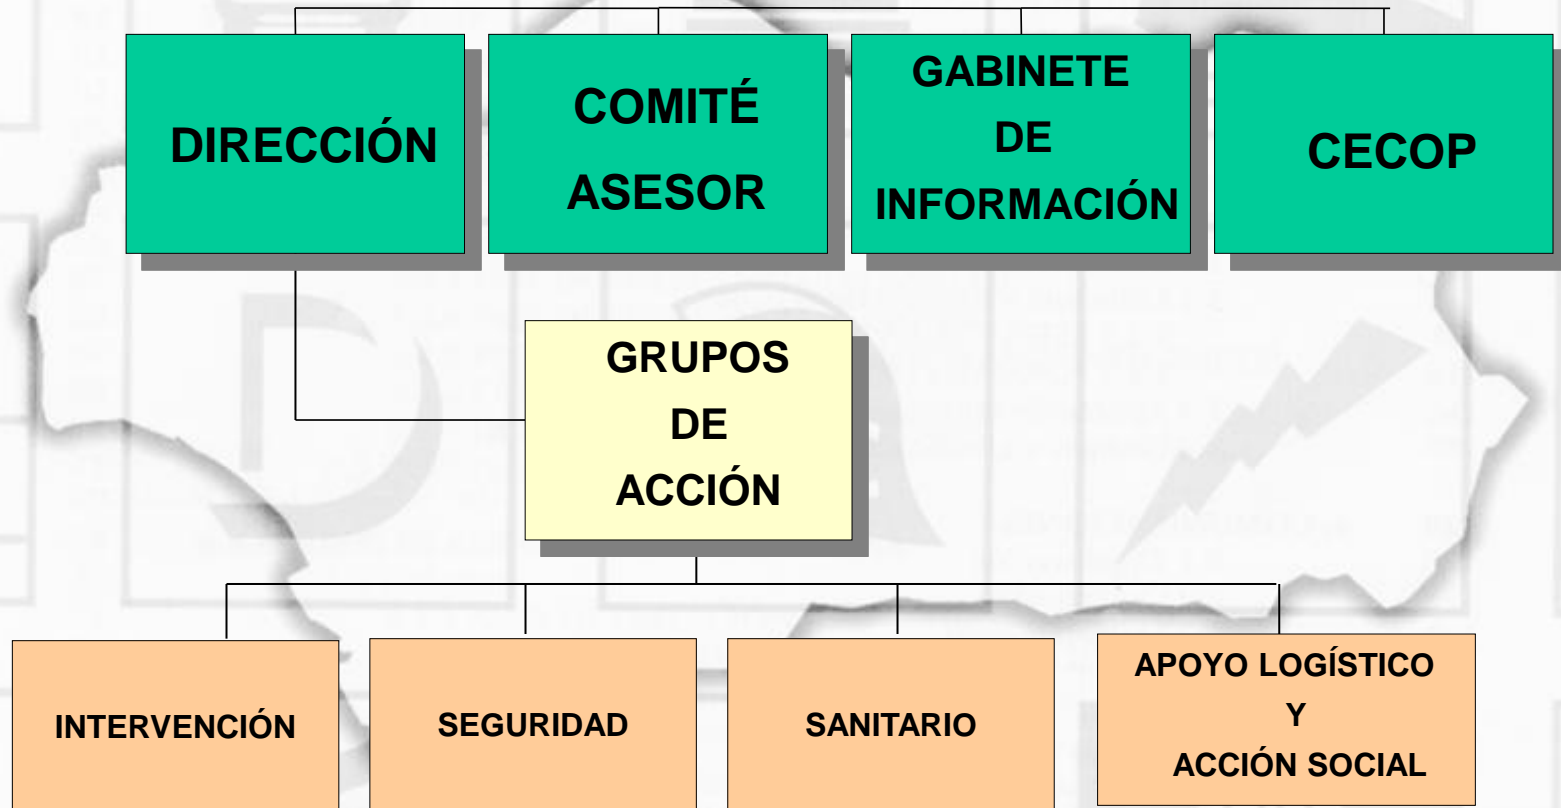 DIRECCIÓN
COMITÉ
ASESOR
GABINETE
DE
INFORMACIÓN
CECOP
GRUPOS
DE
ACCIÓN
INTERVENCIÓN
SEGURIDAD
SANITARIO
APOYO LOGÍSTICO
Y
ACCIÓN SOCIAL